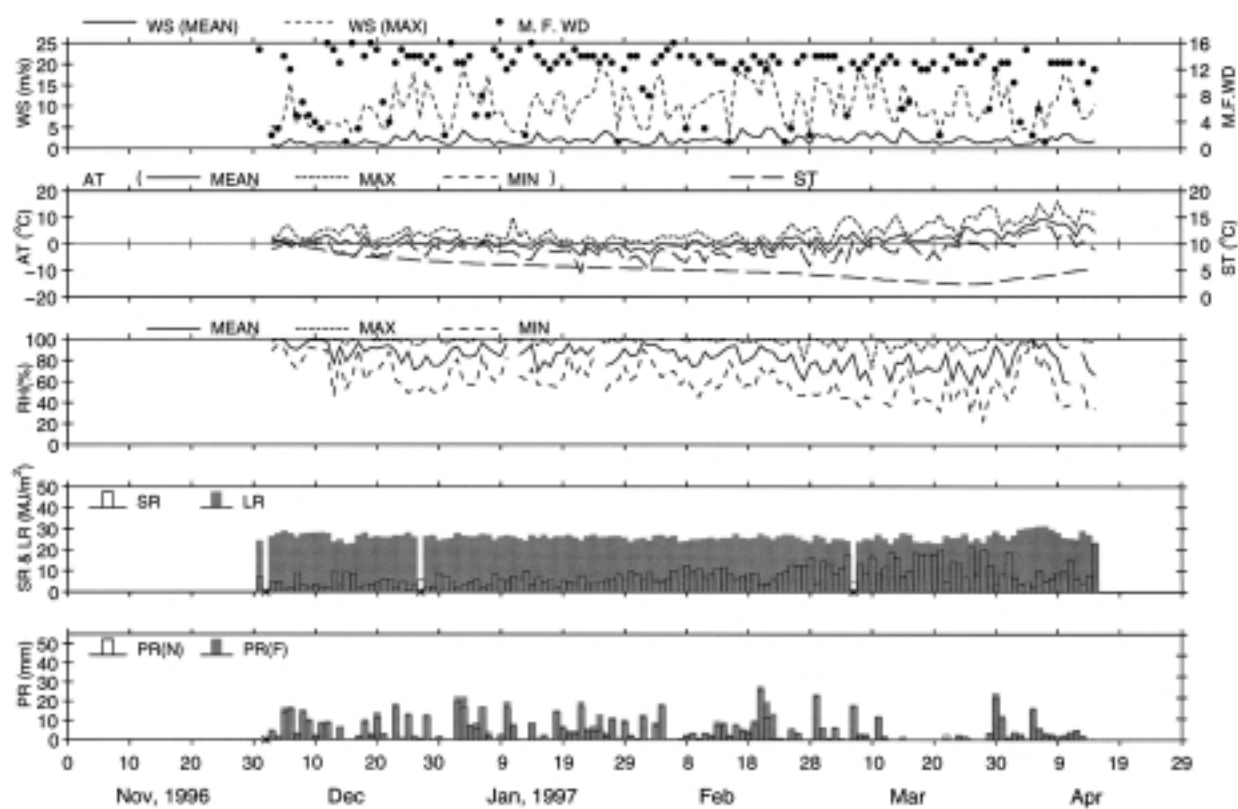 WS (MEAN) WS (MAX) M. F. WD
25 16
20 12
15
10 8
5 4
0 0
WS (m/s)
M.F.WD
AT ( MEAN MAX MIN ) ST
20 20
10 15
0 10
-10 5
-20 0
AT (°C)
ST (°C)
MEAN MAX MIN
100
80
60
40
20
0
RH(%)
SR LR
50
40
30
20
10
0
SR & LR (MJ/m²)
PR(N) PR(F)
50
40
30
20
10
0
PR (mm)
0 10 20 30 10 20 30 9 19 29 8 18 28 10 20 30 9 19 29
Nov, 1996 Dec Jan, 1997 Feb Mar Apr